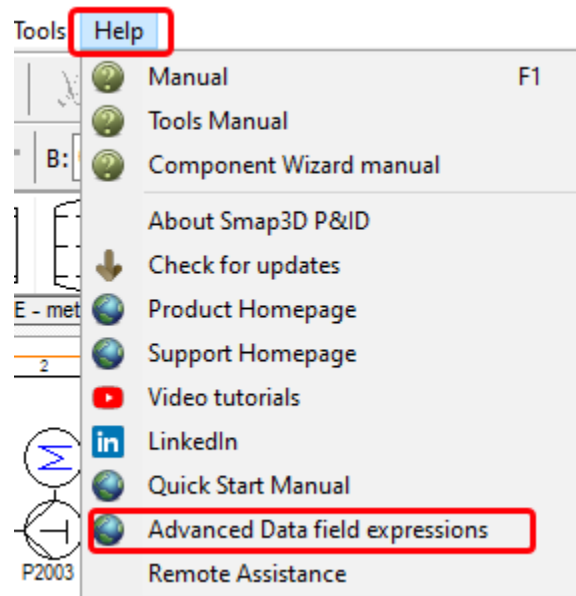 Tools Help
Manual F1
Tools Manual
B:
Component Wizard manual
About Smap3D P&ID
Check for updates
E - met
Product Homepage
Support Homepage
2
Video tutorials
in LinkedIn
M
Quick Start Manual
Advanced Data field expressions
P2003
Remote Assistance